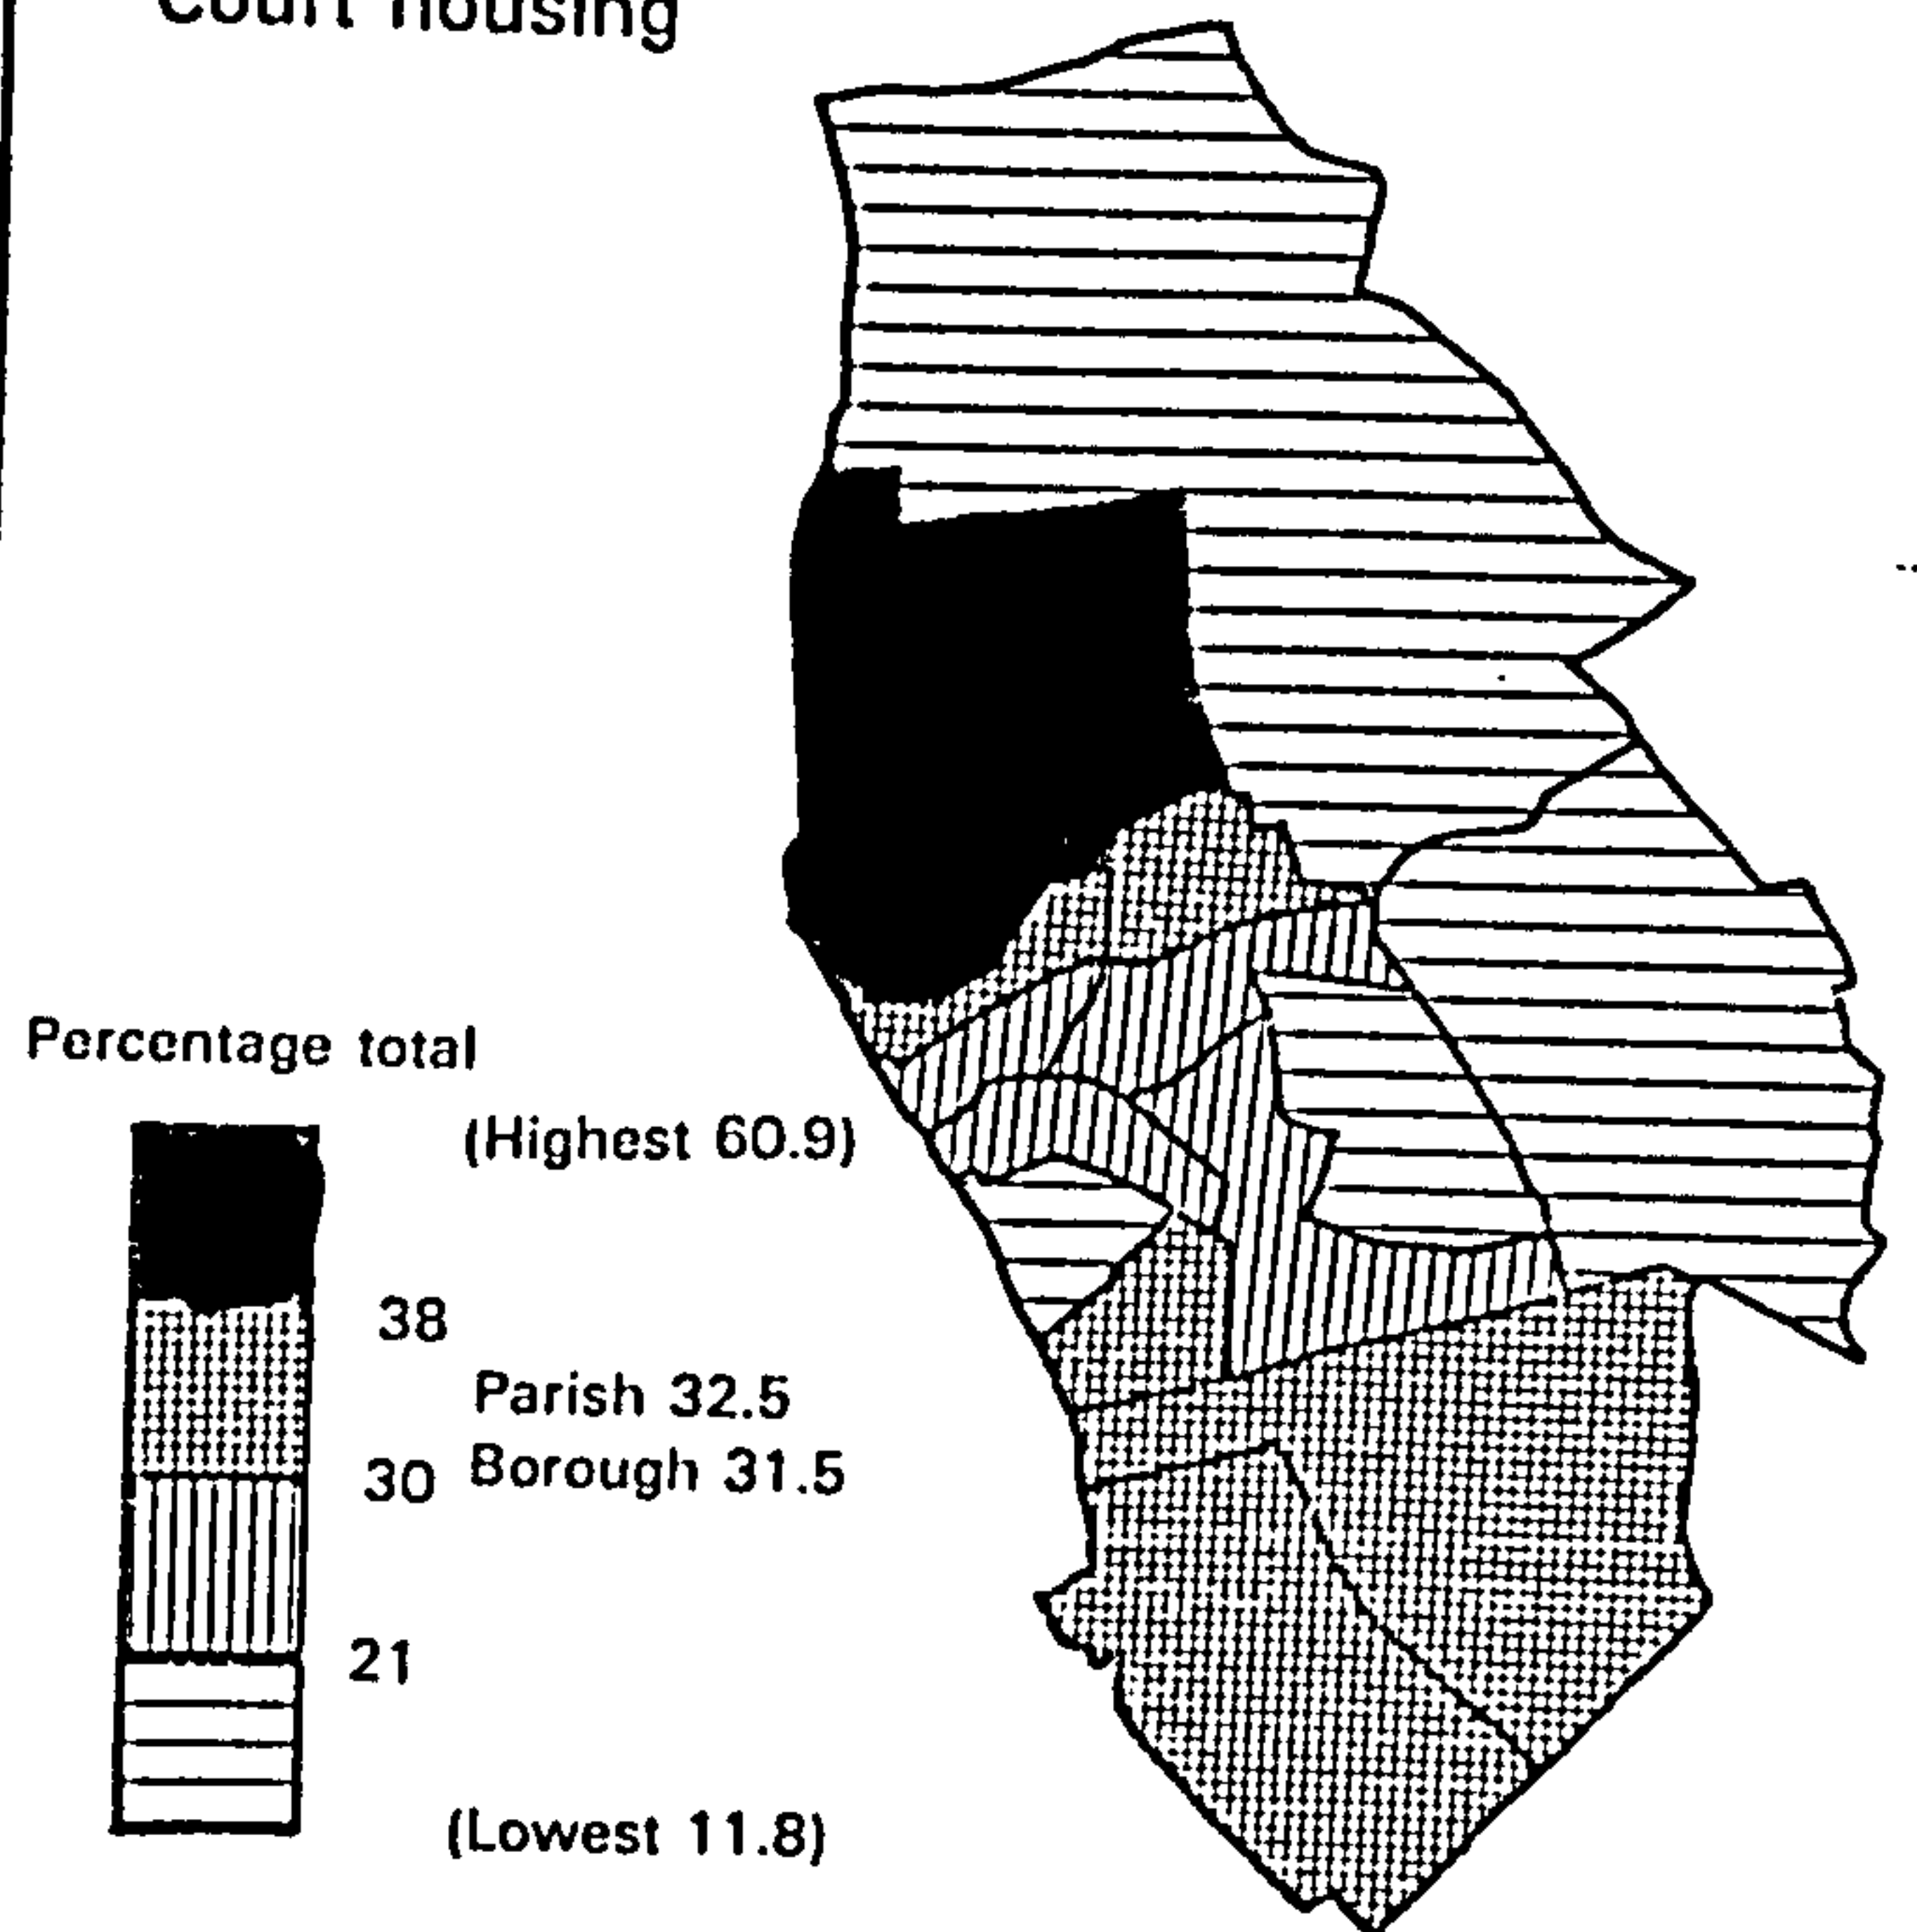 Court housing
Percentage total
(Highest 60.9)
38
Parish 32.5
30 Borough 31.5
21
(Lowest 11.8)